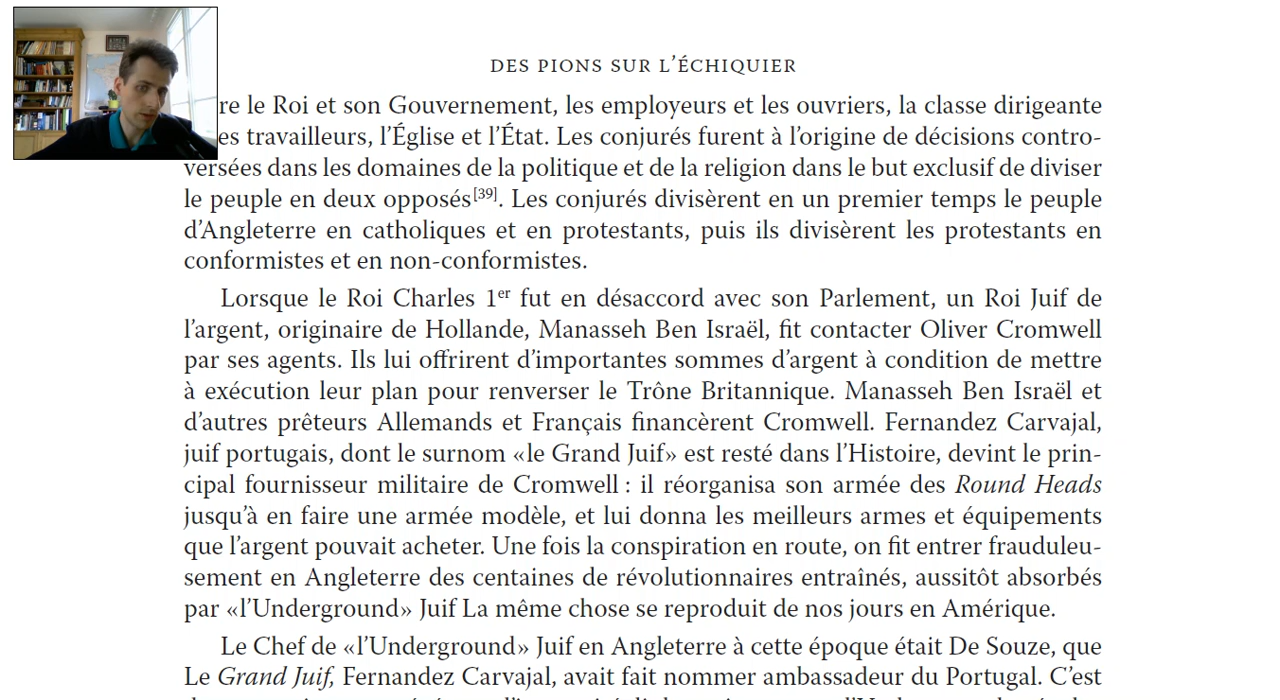 DES PIONS SUR L'ÉCHIQUIER
re le Roi et son Gouvernement, les employeurs et les ouvriers, la classe dirigeante
es travailleurs, l'Église et l'État. Les conjurés furent à l'origine de décisions contro-
versées dans les domaines de la politique et de la religion dans le but exclusif de diviser
le peuple en deux opposés[39]. Les conjurés divisèrent en un premier temps le peuple
d'Angleterre en catholiques et en protestants, puis ils divisèrent les protestants en
conformistes et en non-conformistes.
Lorsque le Roi Charles 1er fut en désaccord avec son Parlement, un Roi Juif de
l'argent, originaire de Hollande, Manasseh Ben Israël, fit contacter Oliver Cromwell
par ses agents. Ils lui offrirent d'importantes sommes d'argent à condition de mettre
à exécution leur plan pour renverser le Trône Britannique. Manasseh Ben Israël et
d'autres prêteurs Allemands et Français financèrent Cromwell. Fernandez Carvajal,
juif portugais, dont le surnom «le Grand Juif» est resté dans l'Histoire, devint le prin-
cipal fournisseur militaire de Cromwell : il réorganisa son armée des Round Heads
jusqu'à en faire une armée modèle, et lui donna les meilleurs armes et équipements
que l'argent pouvait acheter. Une fois la conspiration en route, on fit entrer frauduleu-
sement en Angleterre des centaines de révolutionnaires entraînés, aussitôt absorbés
par «l'Underground» Juif La même chose se reproduit de nos jours en Amérique.
Le Chef de «l'Underground» Juif en Angleterre à cette époque était De Souze, que
Le Grand Juif, Fernandez Carvajal, avait fait nommer ambassadeur du Portugal. C'est